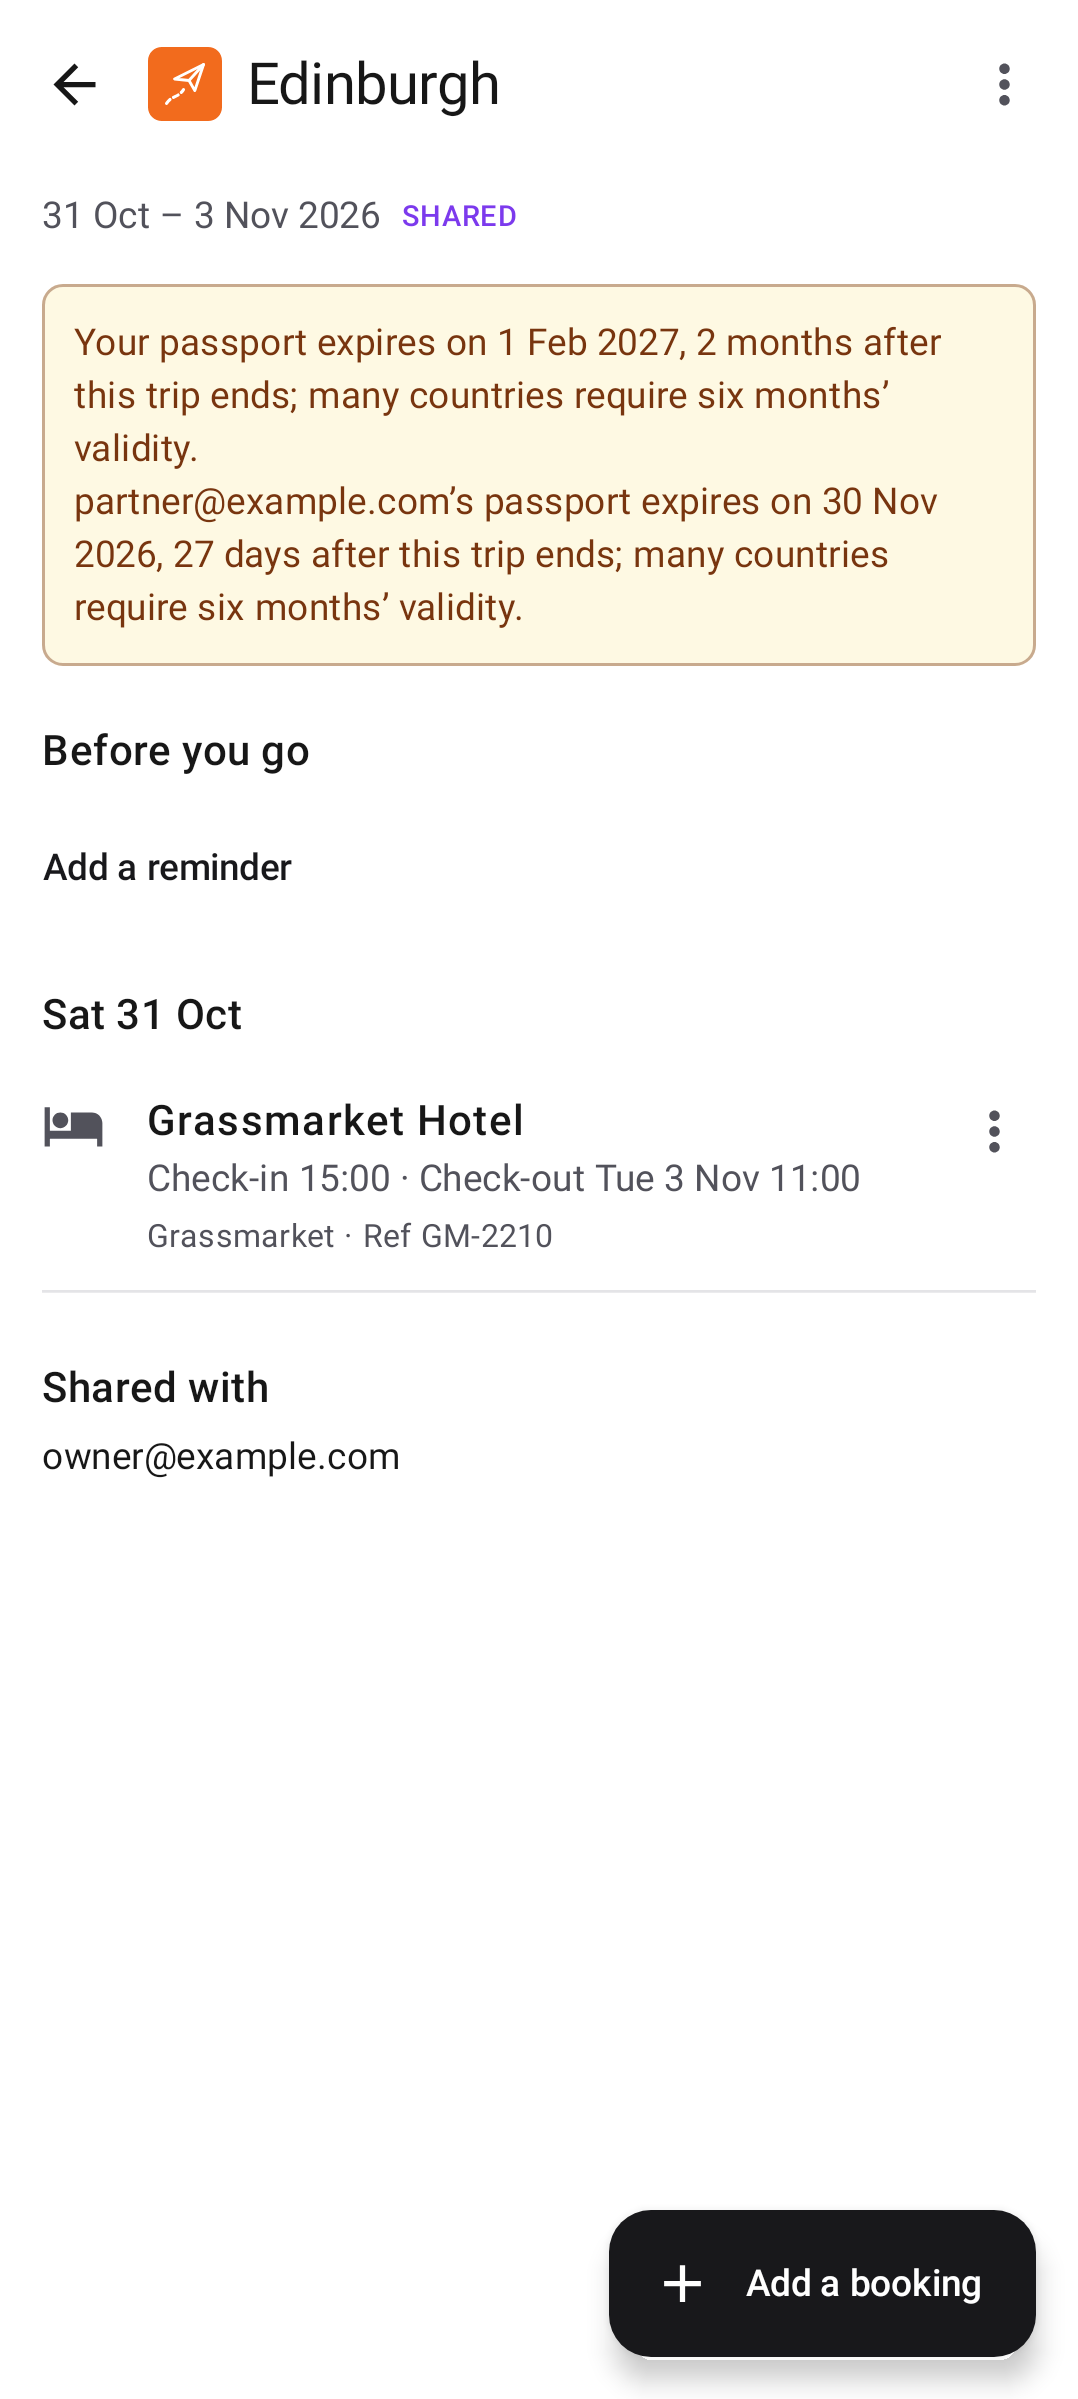 Edinburgh
31 Oct – 3 Nov 2026 SHARED
Your passport expires on 1 Feb 2027, 2 months after
this trip ends; many countries require six months’
validity.
partner@example.com’s passport expires on 30 Nov
2026, 27 days after this trip ends; many countries
require six months’ validity.
Before you go
Add a reminder
Sat 31 Oct
Grassmarket Hotel
Check-in 15:00 · Check-out Tue 3 Nov 11:00
Grassmarket · Ref GM-2210
Shared with
owner@example.com
Add a booking